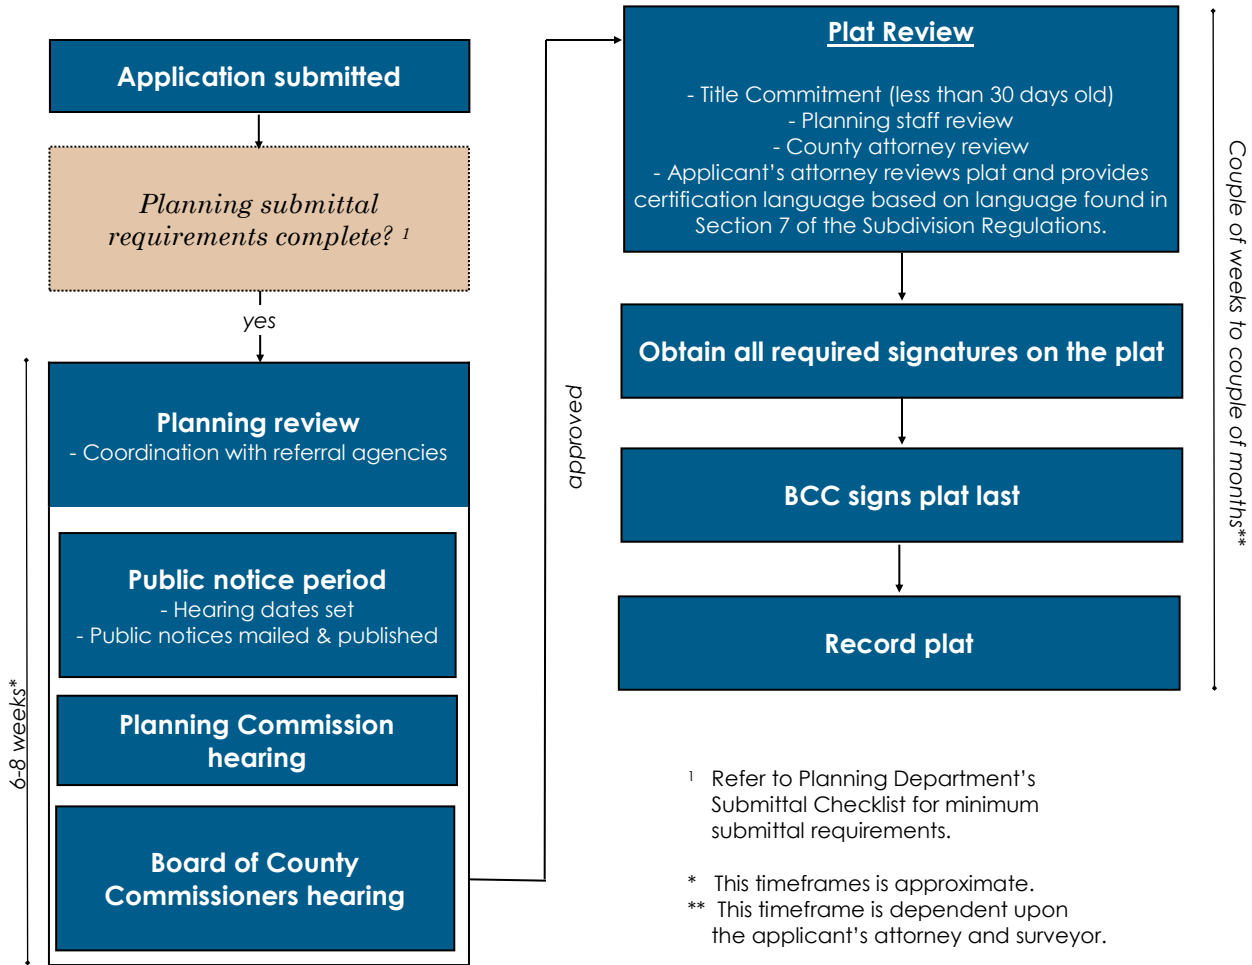 Application submitted
Planning submittal
requirements complete? 1
yes
Planning review
- Coordination with referral agencies
Public notice period
- Hearing dates set
- Public notices mailed & published
Planning Commission
hearing
Board of County
Commissioners hearing
6-8 weeks*
approved
Plat Review
- Title Commitment (less than 30 days old)
- Planning staff review
- County attorney review
- Applicant’s attorney reviews plat and provides
certification language based on language found in
Section 7 of the Subdivision Regulations.
Obtain all required signatures on the plat
BCC signs plat last
Record plat
Couple of weeks to couple of months**
1 Refer to Planning Department’s
Submittal Checklist for minimum
submittal requirements.
* This timeframes is approximate.
** This timeframe is dependent upon
the applicant’s attorney and surveyor.